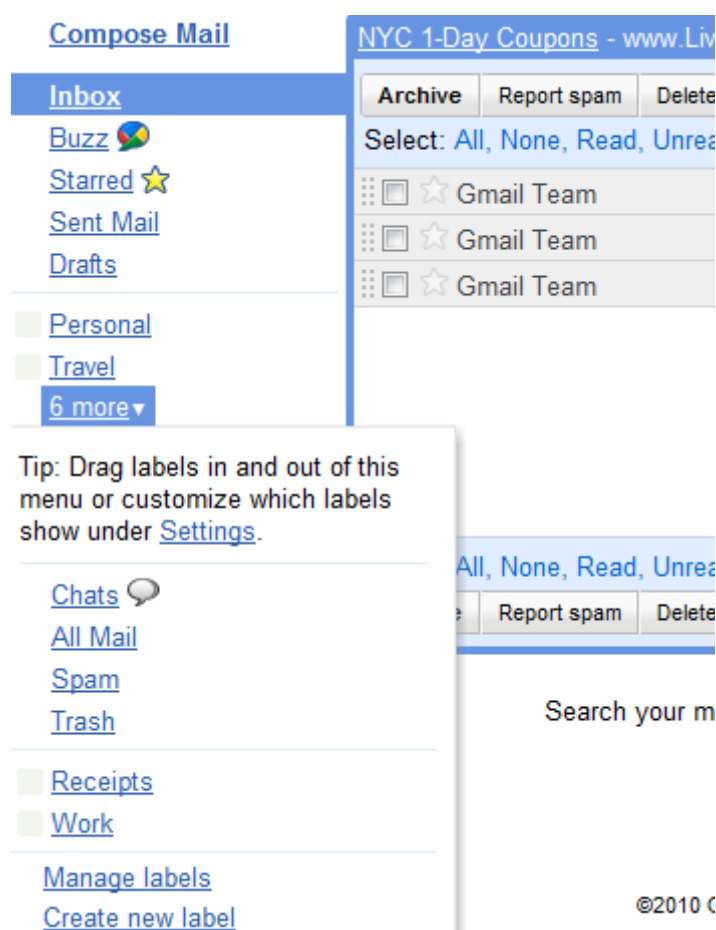 Compose Mail
Inbox
Buzz
Starred
Sent Mail
Drafts
Personal
Travel
6 more▾
Tip: Drag labels in and out of this
menu or customize which labels
show under Settings.
Chats
All Mail
Spam
Trash
Receipts
Work
Manage labels
Create new label
NYC 1-Day Coupons - www.Liv
Archive Report spam Delete
Select: All, None, Read, Unrea
Gmail Team
Gmail Team
Gmail Team
All, None, Read, Unrea
Report spam Delete
Search your m
©2010